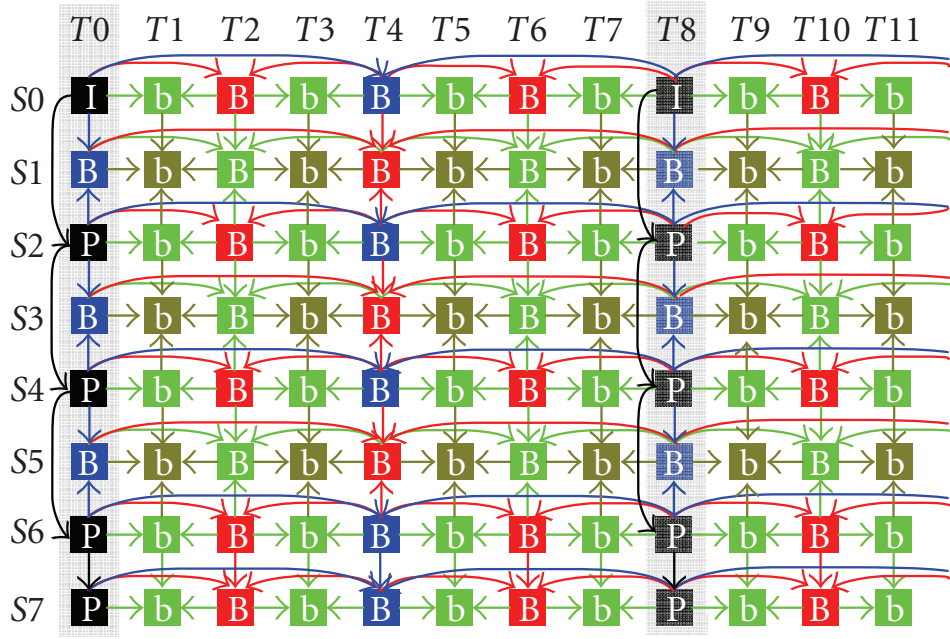 T0 T1 T2 T3 T4 T5 T6 T7 T8 T9 T10 T11
S0 I b B b B b B b I b B b
S1 B b B b B b B b B b B b
S2 P b B b B b B b P b B b
S3 B b B b B b B b B b B b
S4 P b B b B b B b P b B b
S5 B b B b B b B b B b B b
S6 P b B b B b B b P b B b
S7 P b B b B b B b P b B b